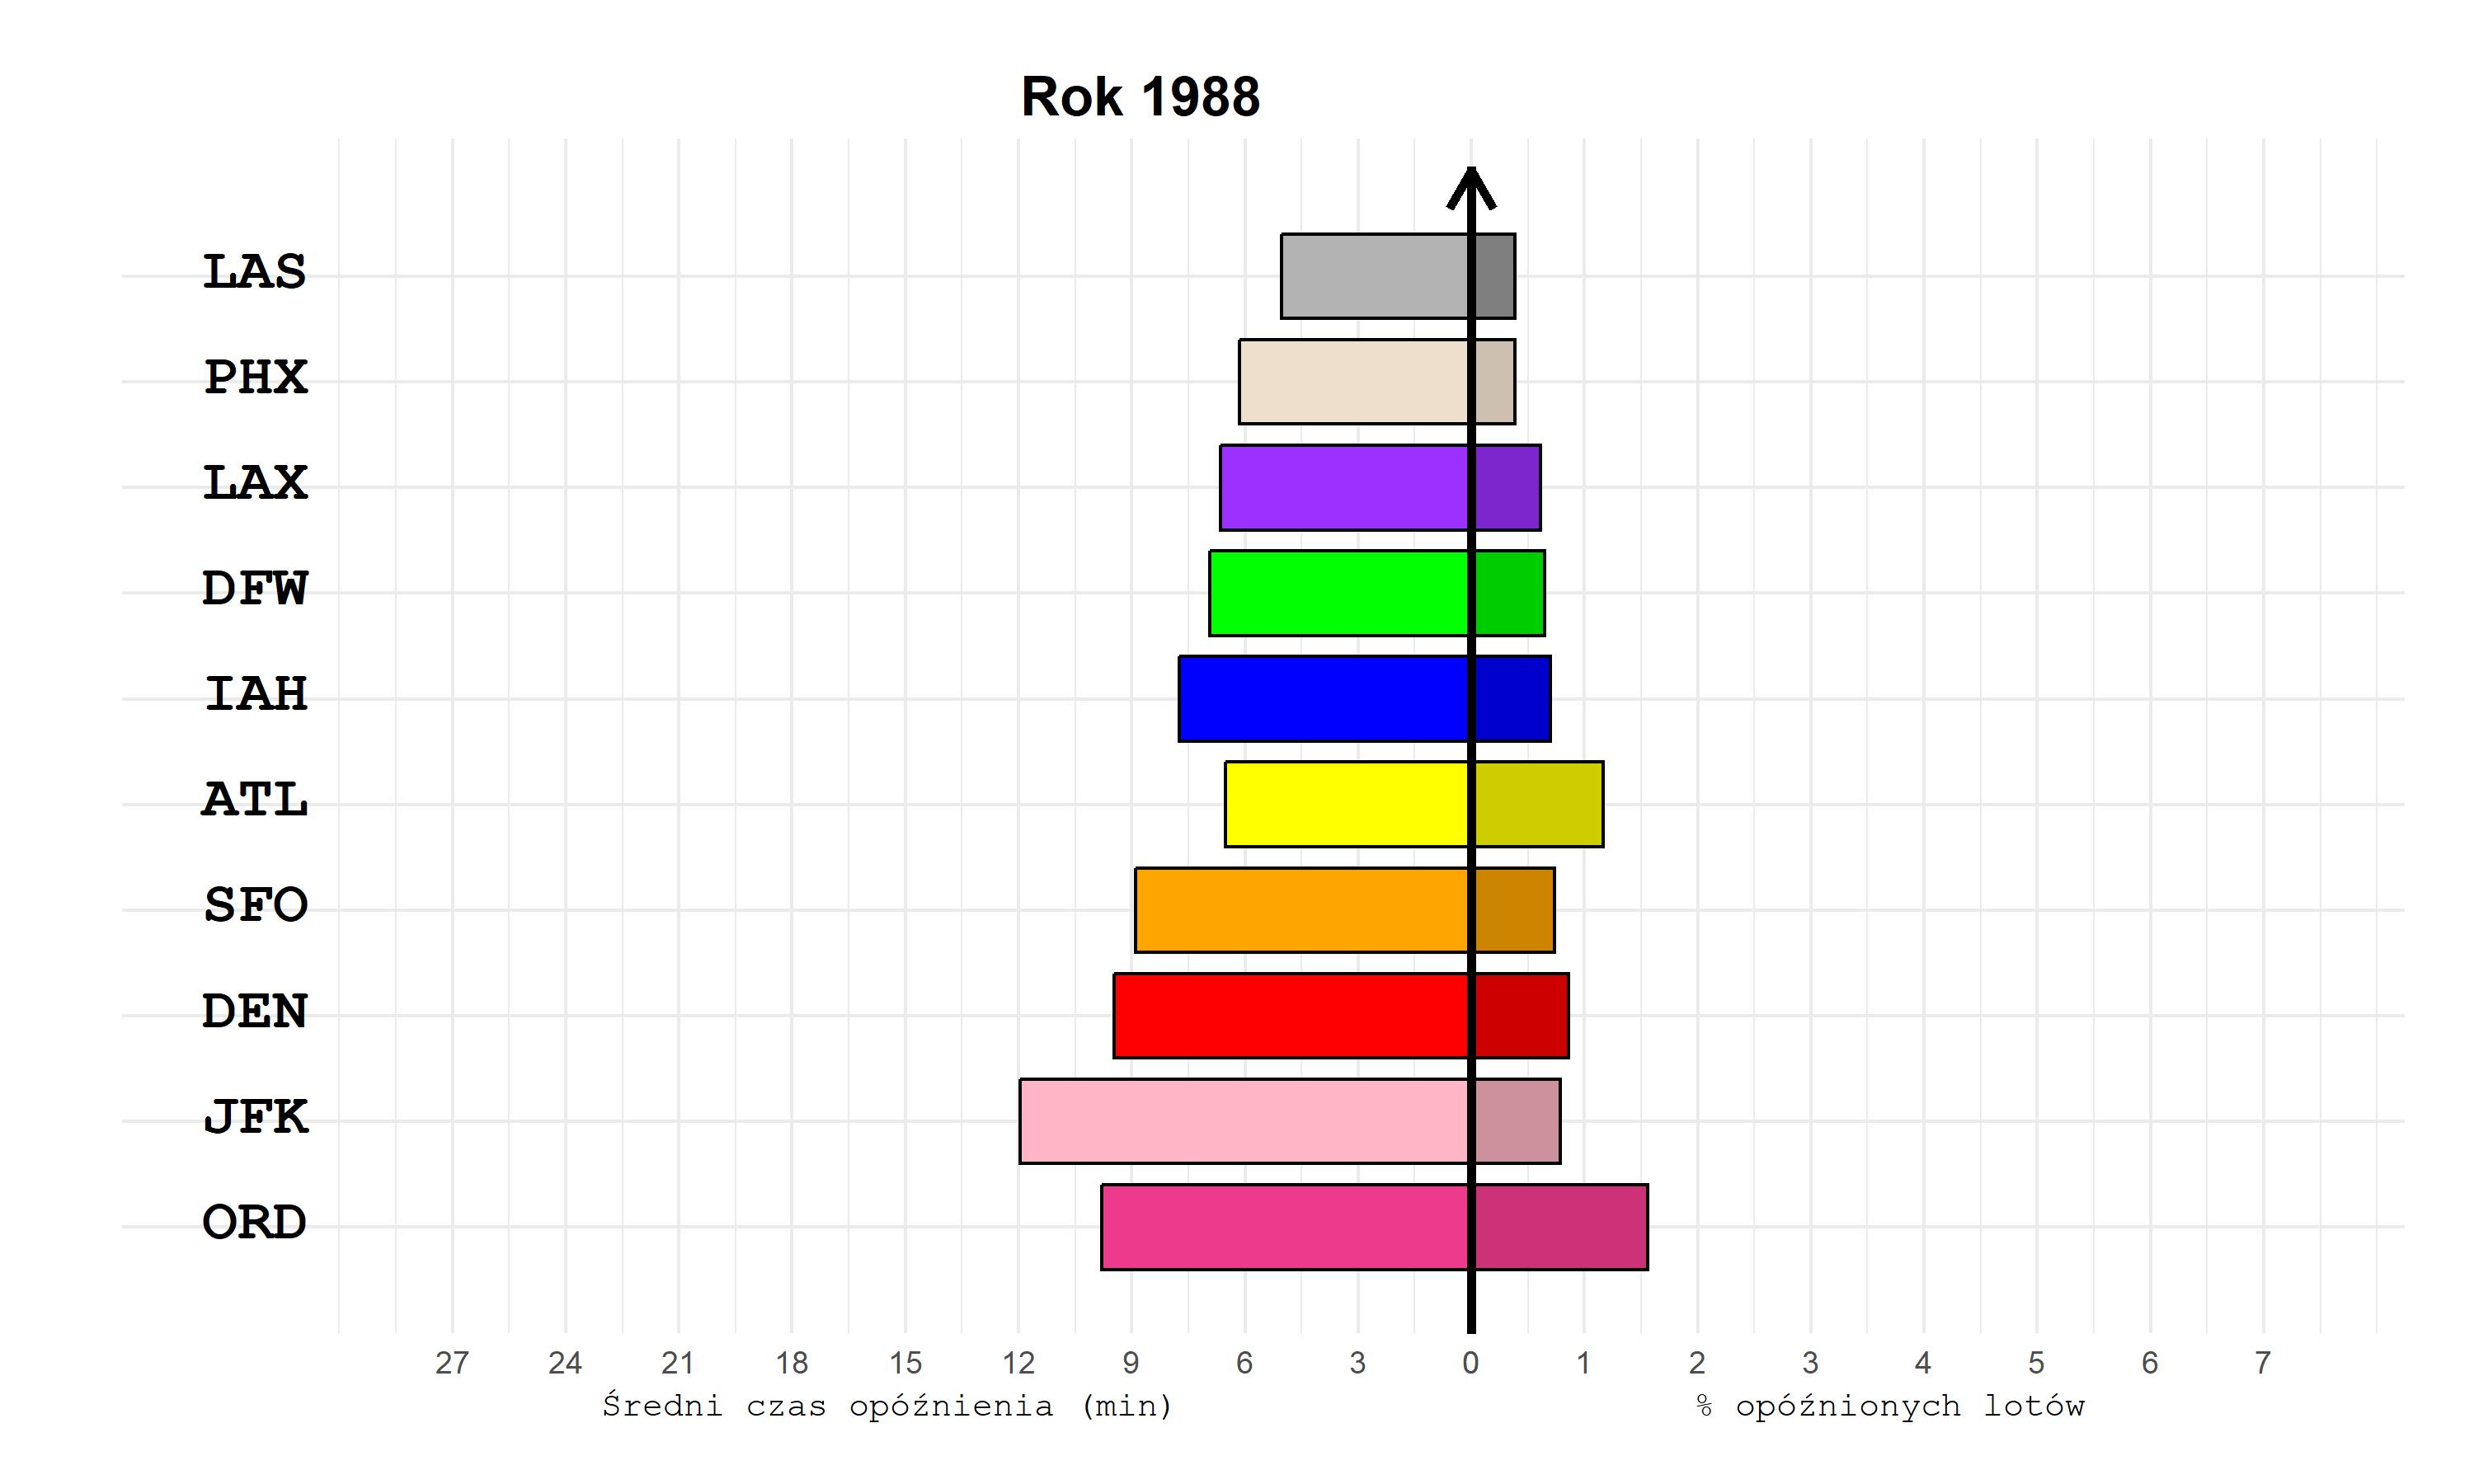 Rok 1988
LAS
PHX
LAX
DFW
IAH
ATL
SFO
DEN
JFK
ORD
27 24 21 18 15 12 9 6 3 0 1 2 3 4 5 6 7
Średni czas opóźnienia (min) % opóźnionych lotów